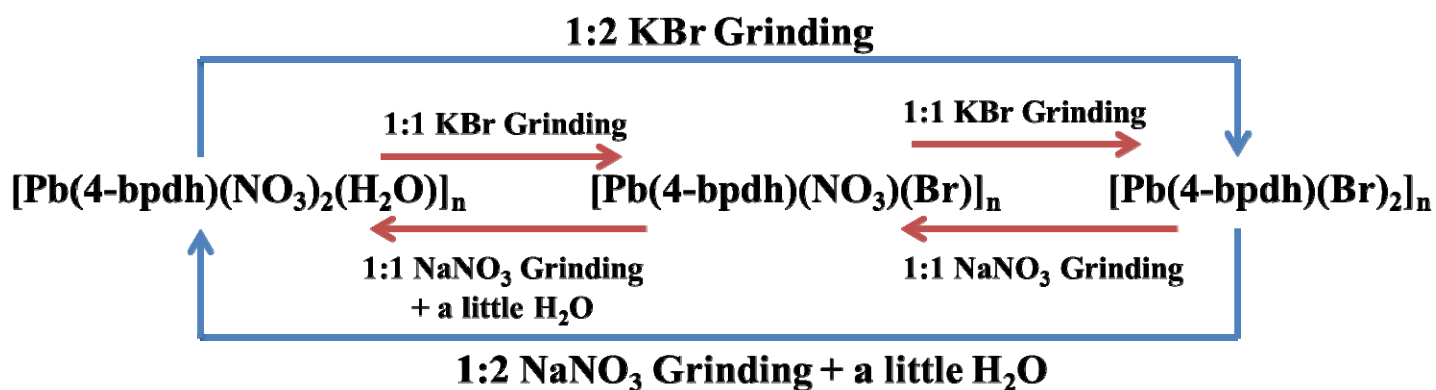 1:2 KBr Grinding
1:1 KBr Grinding
1:1 KBr Grinding
[Pb(4-bpdh)(NO₃)₂(H₂O)]ₙ
[Pb(4-bpdh)(NO₃)(Br)]ₙ
[Pb(4-bpdh)(Br)₂]ₙ
1:1 NaNO₃ Grinding
+ a little H₂O
1:1 NaNO₃ Grinding
1:2 NaNO₃ Grinding + a little H₂O